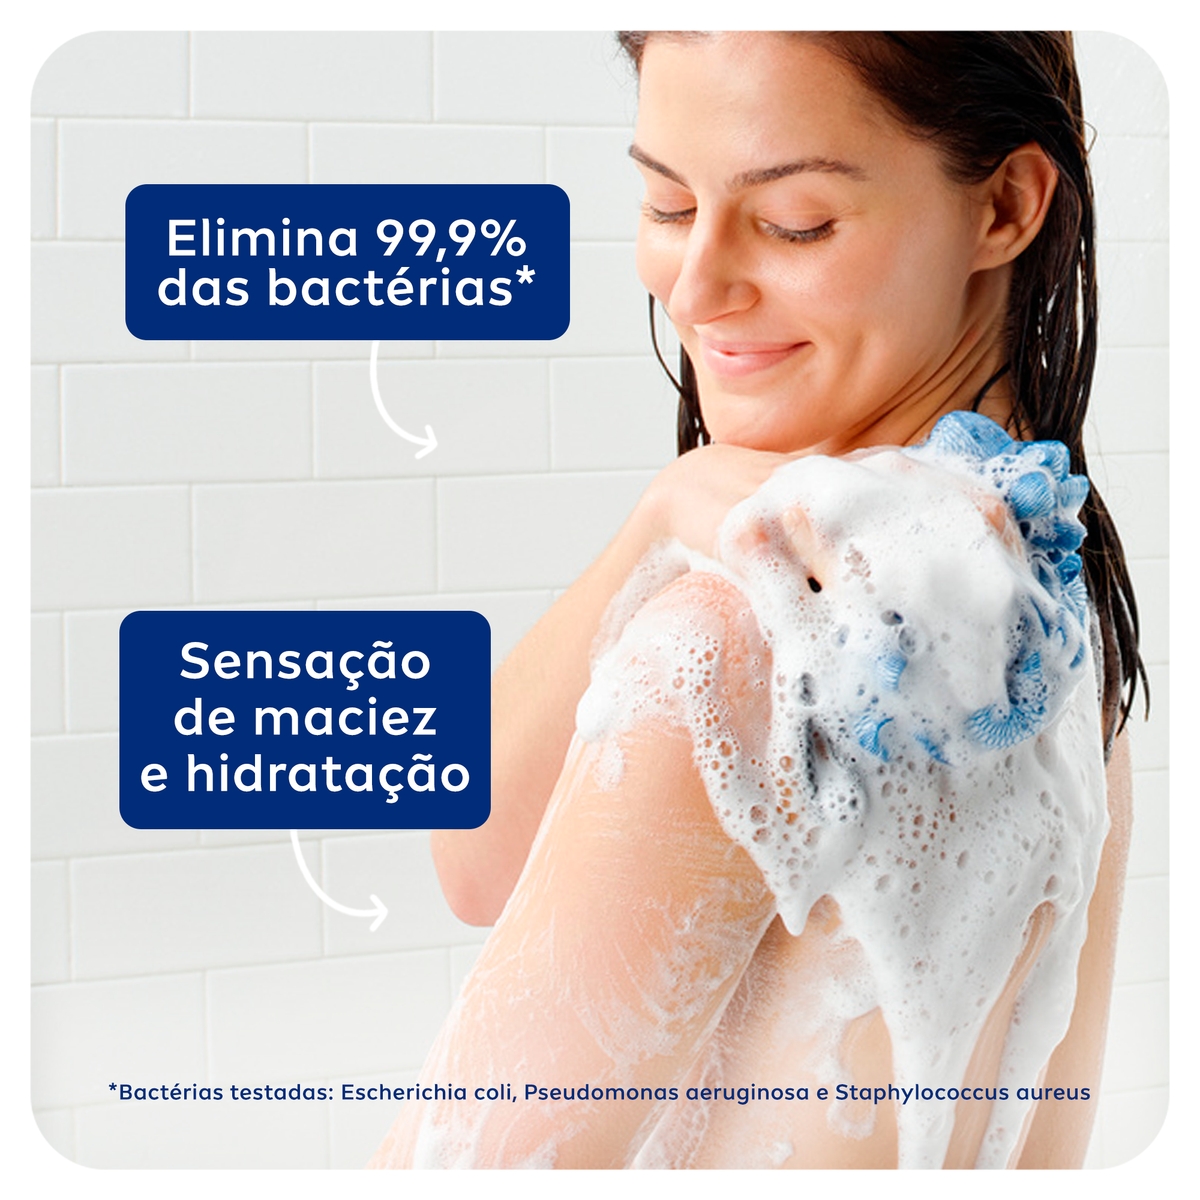 Elimina 99,9%
das bactérias*
Sensação
de maciez
e hidratação
*Bactérias testadas: Escherichia coli, Pseudomonas aeruginosa e Staphylococcus aureus